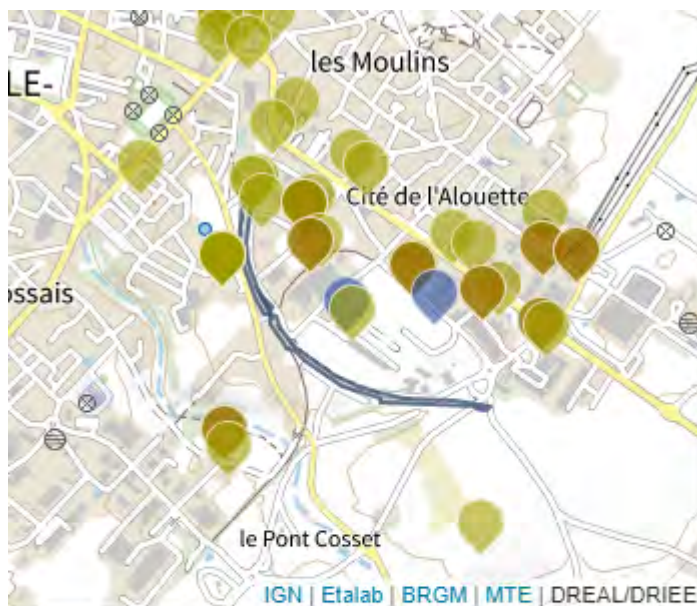 les Moulins
LE-
Cité de l'Alouette
ossais
le Pont Cosset
IGN | Etalab | BRGM | MTE | DREAL/DRIEE